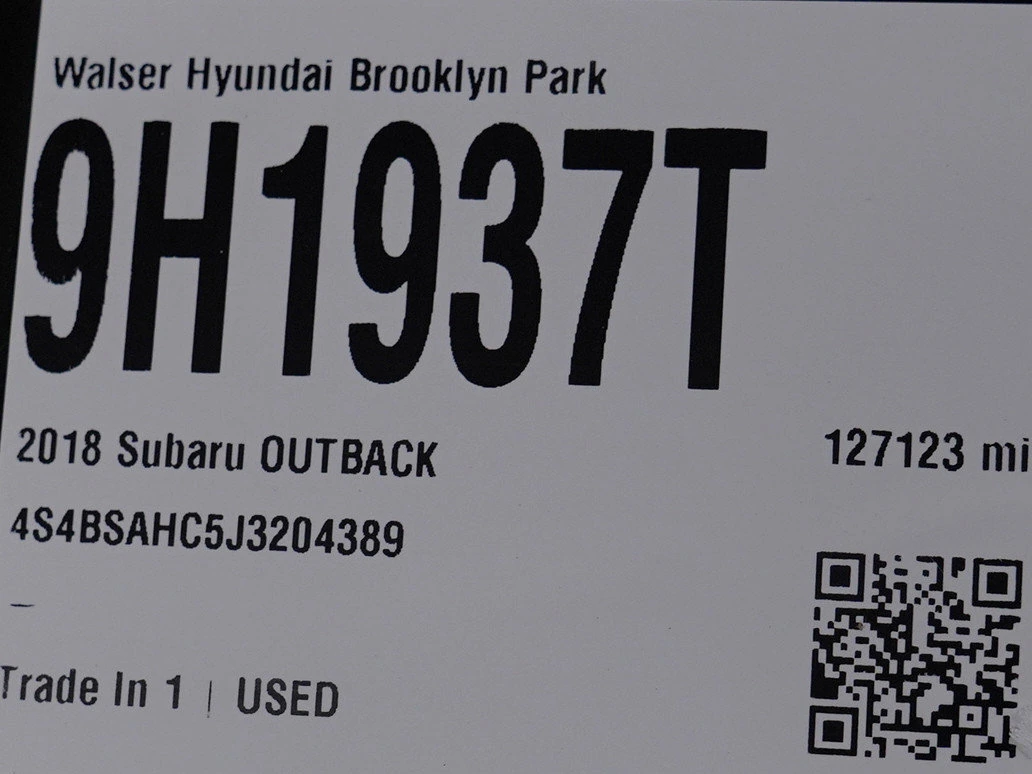 Walser Hyundai Brooklyn Park
9H1937T
2018 Subaru OUTBACK 127123 mi
4S4BSAHC5J3204389
–
Trade In 1 | USED